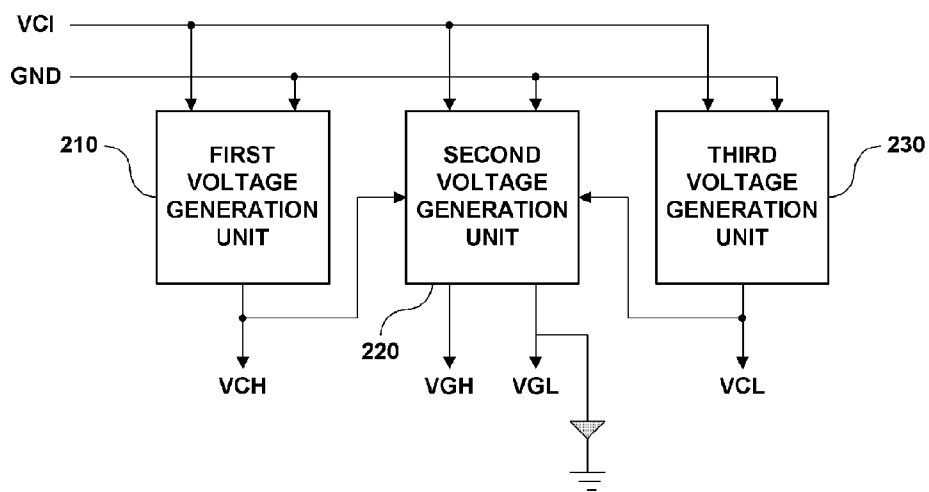 VCI
GND
210
FIRST
VOLTAGE
GENERATION
UNIT
SECOND
VOLTAGE
GENERATION
UNIT
THIRD
VOLTAGE
GENERATION
UNIT
230
220
VCH
VGH
VGL
VCL